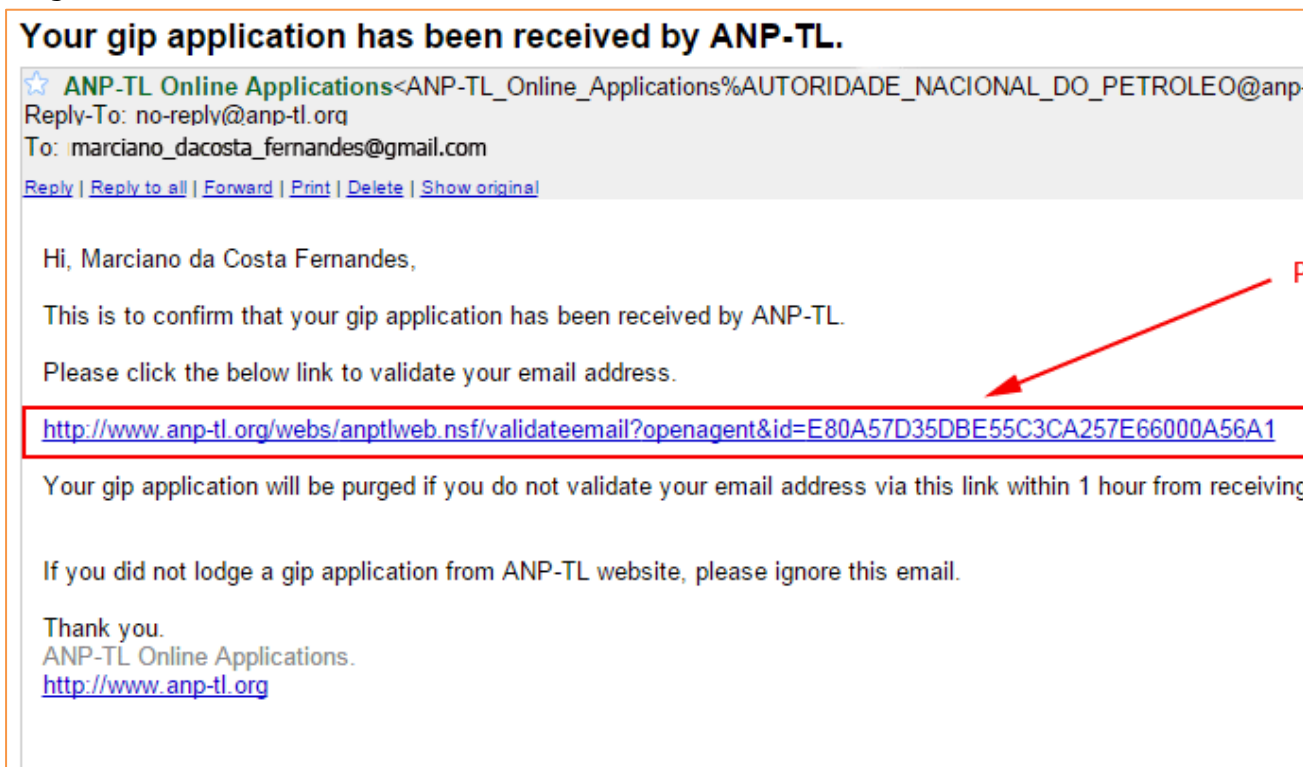 Your gip application has been received by ANP-TL.
ANP-TL Online Applications<ANP-TL_Online_Applications%AUTORIDADE_NACIONAL_DO_PETROLEO@anp-
Reply-To: no-reply@anp-tl.org
To: marciano_dacosta_fernandes@gmail.com
Reply | Reply to all | Forward | Print | Delete | Show original
Hi, Marciano da Costa Fernandes,
P
This is to confirm that your gip application has been received by ANP-TL.
Please click the below link to validate your email address.
http://www.anp-tl.org/webs/anptlweb.nsf/validateemail?openagent&id=E80A57D35DBE55C3CA257E66000A56A1
Your gip application will be purged if you do not validate your email address via this link within 1 hour from receiving
If you did not lodge a gip application from ANP-TL website, please ignore this email.
Thank you.
ANP-TL Online Applications.
http://www.anp-tl.org